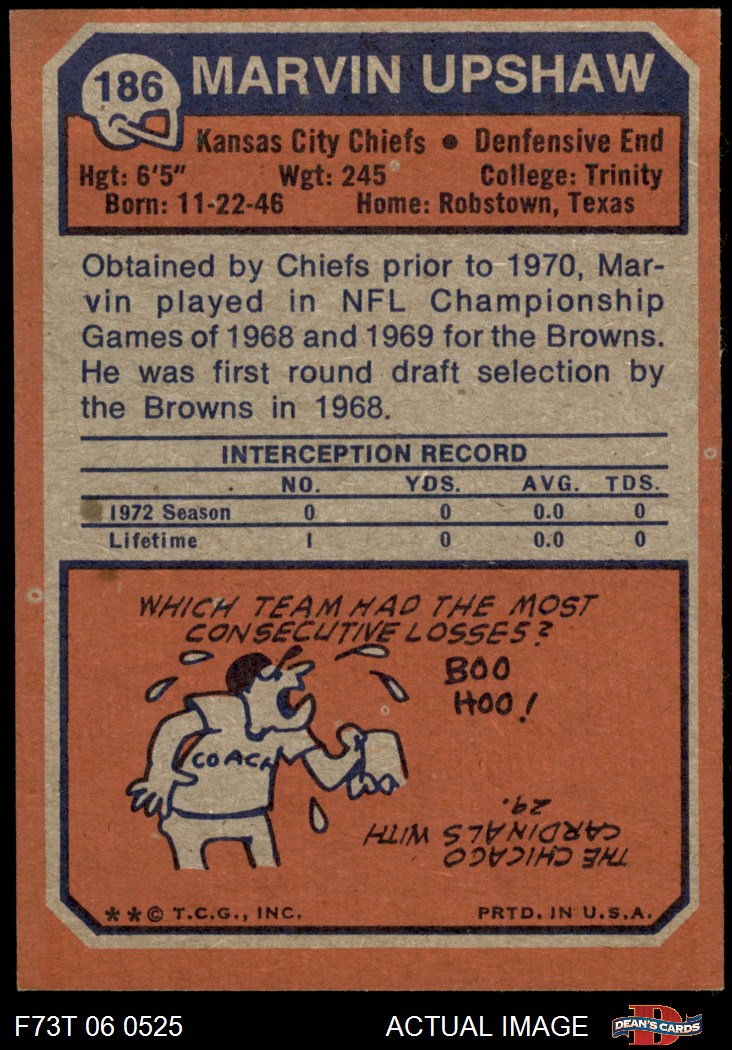 186
MARVIN UPSHAW
Kansas City Chiefs ● Denfensive End
Hgt: 6'5" Wgt: 245 College: Trinity
Born: 11-22-46 Home: Robstown, Texas
Obtained by Chiefs prior to 1970, Mar-
vin played in NFL Championship
Games of 1968 and 1969 for the Browns.
He was first round draft selection by
the Browns in 1968.
INTERCEPTION RECORD
NO. YDS. AVG. TDS.
1972 Season 0 0 0.0 0
Lifetime 1 0 0.0 0
WHICH TEAM HAD THE MOST
CONSECUTIVE LOSSES?
BOO
HOO!
COACH
THE CHICAGO
CARDINALS WITH
29.
**© T.C.G., INC. PRTD. IN U.S.A.
F73T 06 0525 ACTUAL IMAGE
D
DEAN'S CARDS